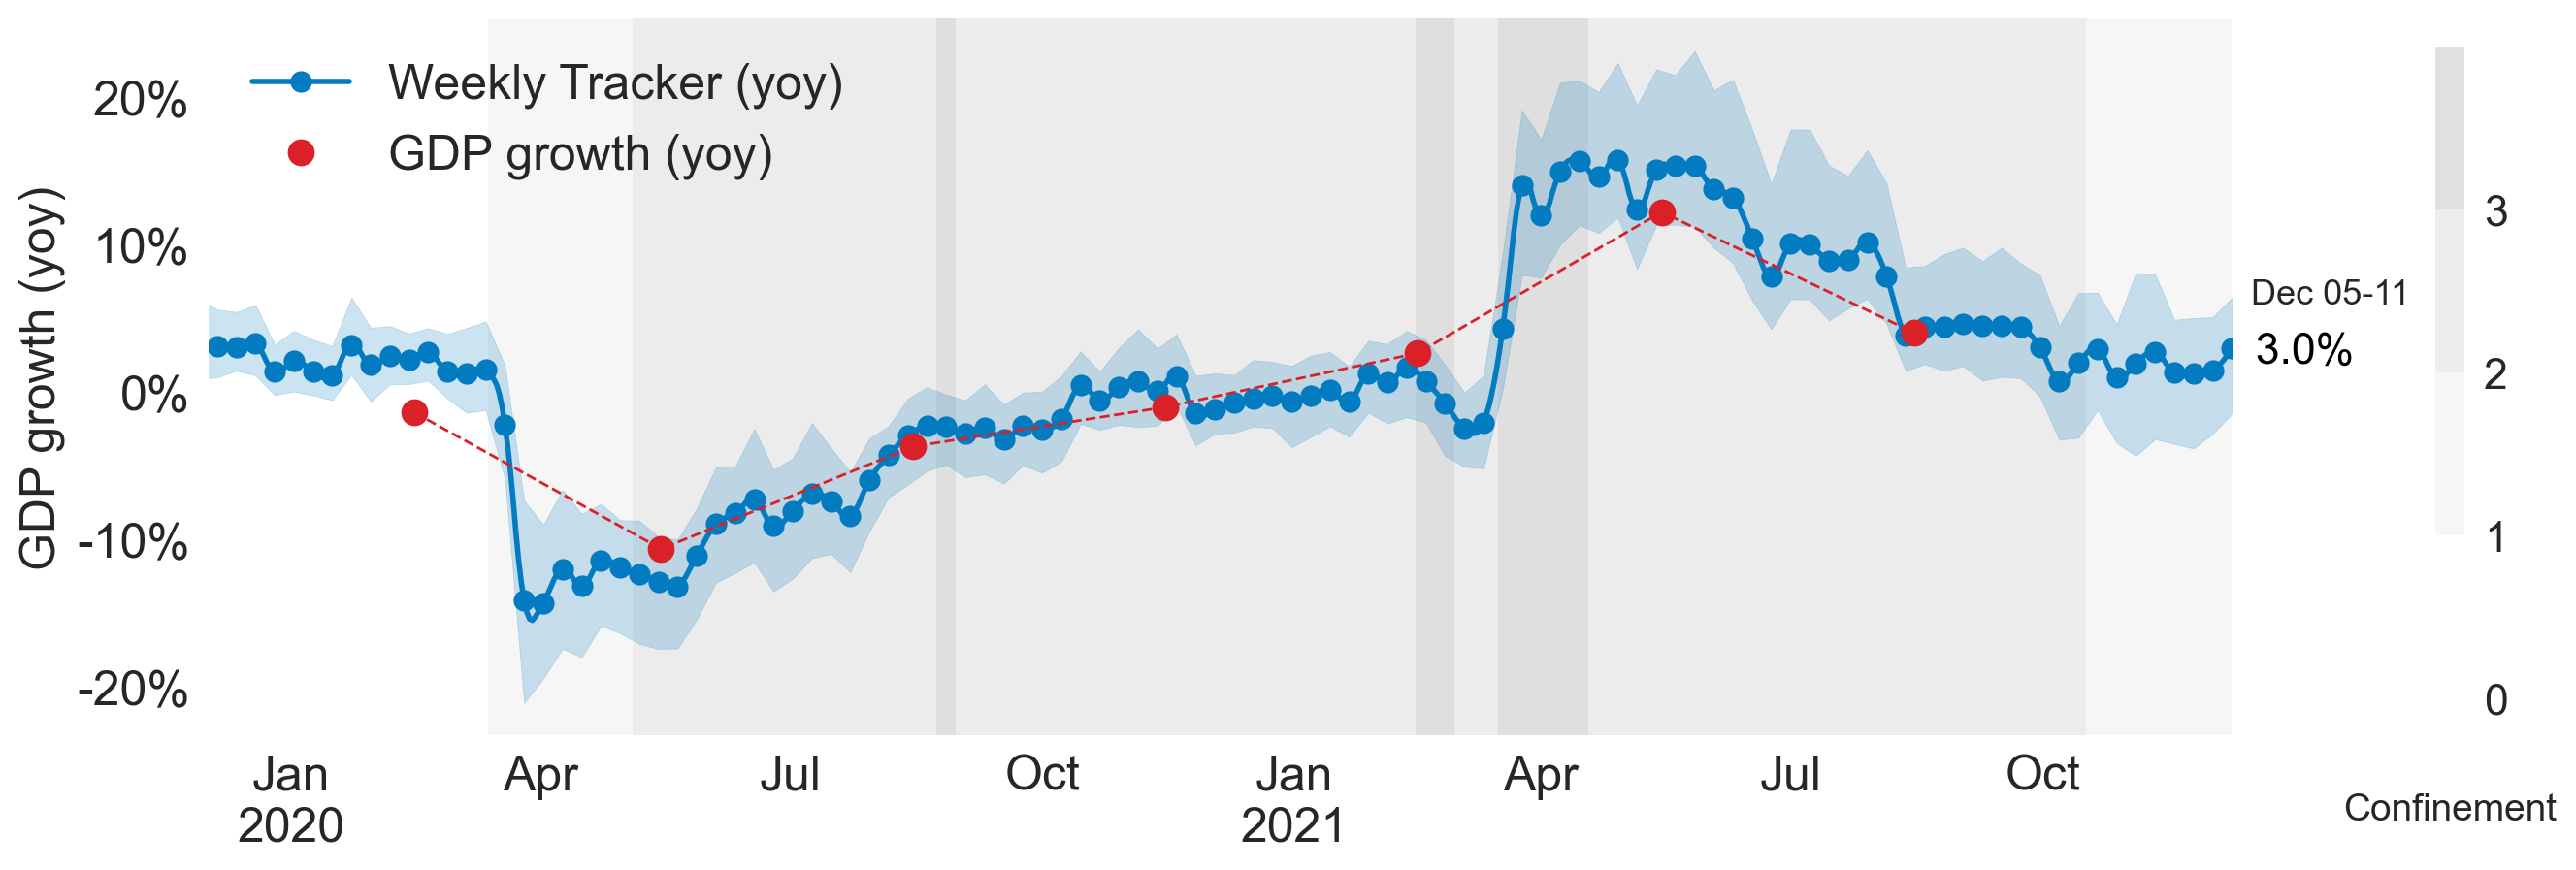 Weekly Tracker (yoy)
GDP growth (yoy)
GDP growth (yoy)
20%
10%
0%
-10%
-20%
Jan
2020
Apr
Jul
Oct
Jan
2021
Apr
Jul
Oct
Dec 05-11
3.0%
3
2
1
0
Confinement